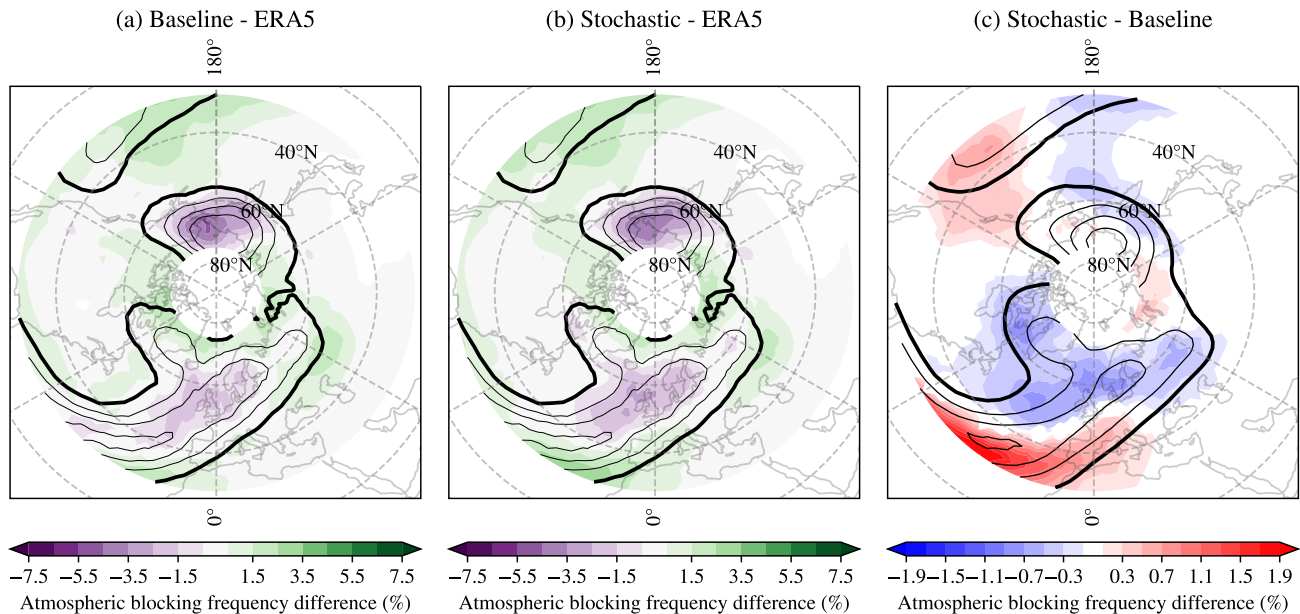 (a) Baseline - ERA5
(b) Stochastic - ERA5
(c) Stochastic - Baseline
180°
180°
180°
40°N
60°N
80°N
40°N
60°N
80°N
40°N
60°N
80°N
0°
0°
0°
−7.5 −5.5 −3.5 −1.5 1.5 3.5 5.5 7.5
−7.5 −5.5 −3.5 −1.5 1.5 3.5 5.5 7.5
−1.9 −1.5 −1.1 −0.7 −0.3 0.3 0.7 1.1 1.5 1.9
Atmospheric blocking frequency difference (%)
Atmospheric blocking frequency difference (%)
Atmospheric blocking frequency difference (%)